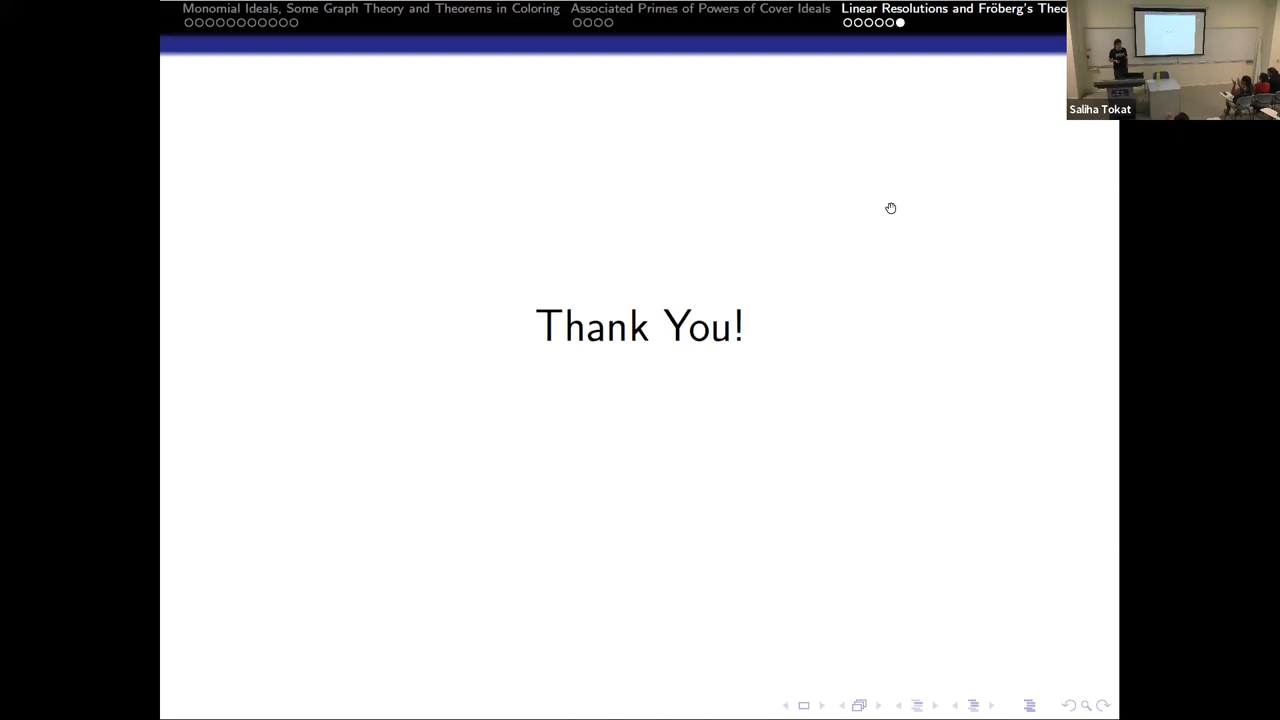 Monomial Ideals, Some Graph Theory and Theorems in Coloring
Associated Primes of Powers of Cover Ideals
Linear Resolutions and Fröberg's Theo
Saliha Tokat
Thank You!